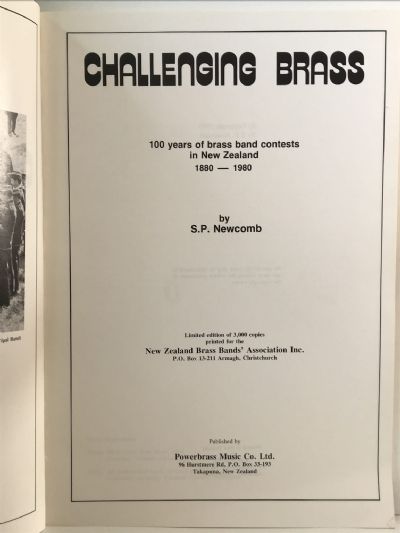 CHALLENGING BRASS
100 years of brass band contests
in New Zealand
1880 — 1980
by
S.P. Newcomb
Limited edition of 3,000 copies
printed for the
New Zealand Brass Bands' Association Inc.
P.O. Box 13-211 Armagh, Christchurch
Published by
Powerbrass Music Co. Ltd.
96 Hurstmere Rd, P.O. Box 33-193
Takapuna, New Zealand